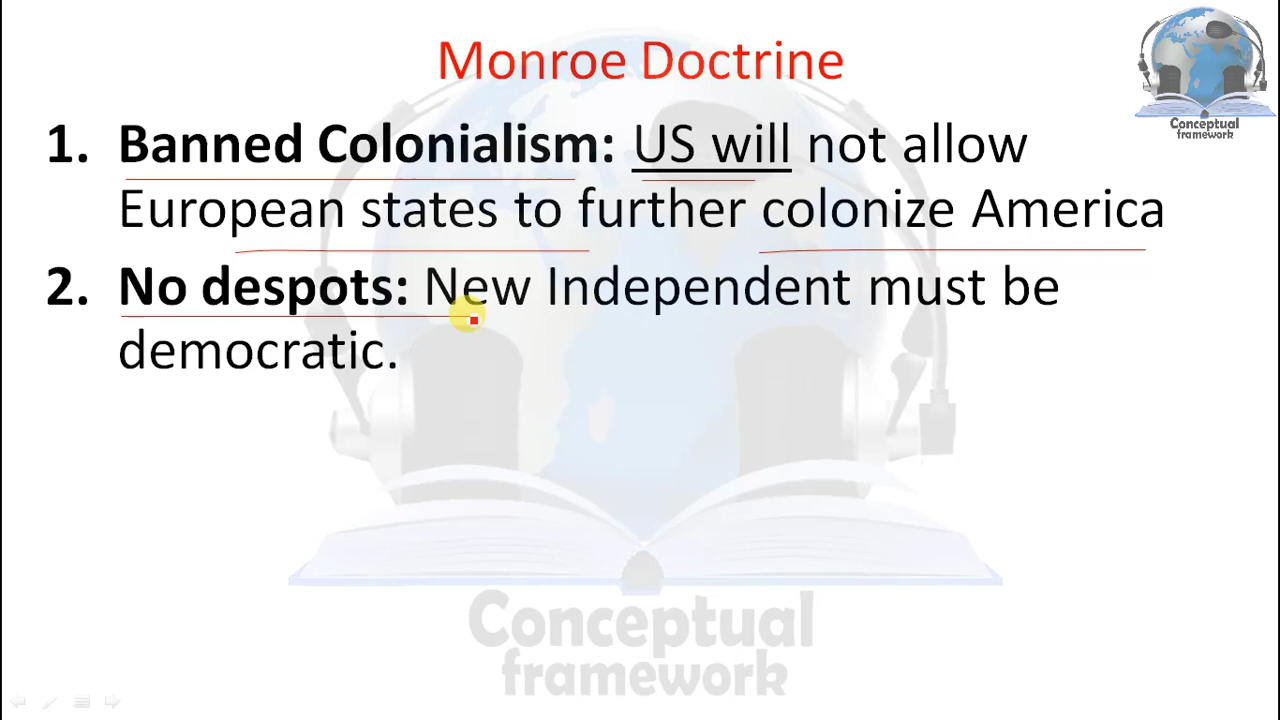 Monroe Doctrine
Conceptual
framework
1. Banned Colonialism: US will not allow
European states to further colonize America
2. No despots: New Independent must be
democratic.
Conceptual
framework